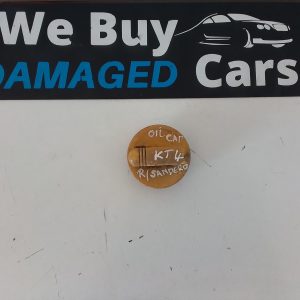 We Buy
DAMAGED Cars
OIL CAP
KT4
R/SANDERO